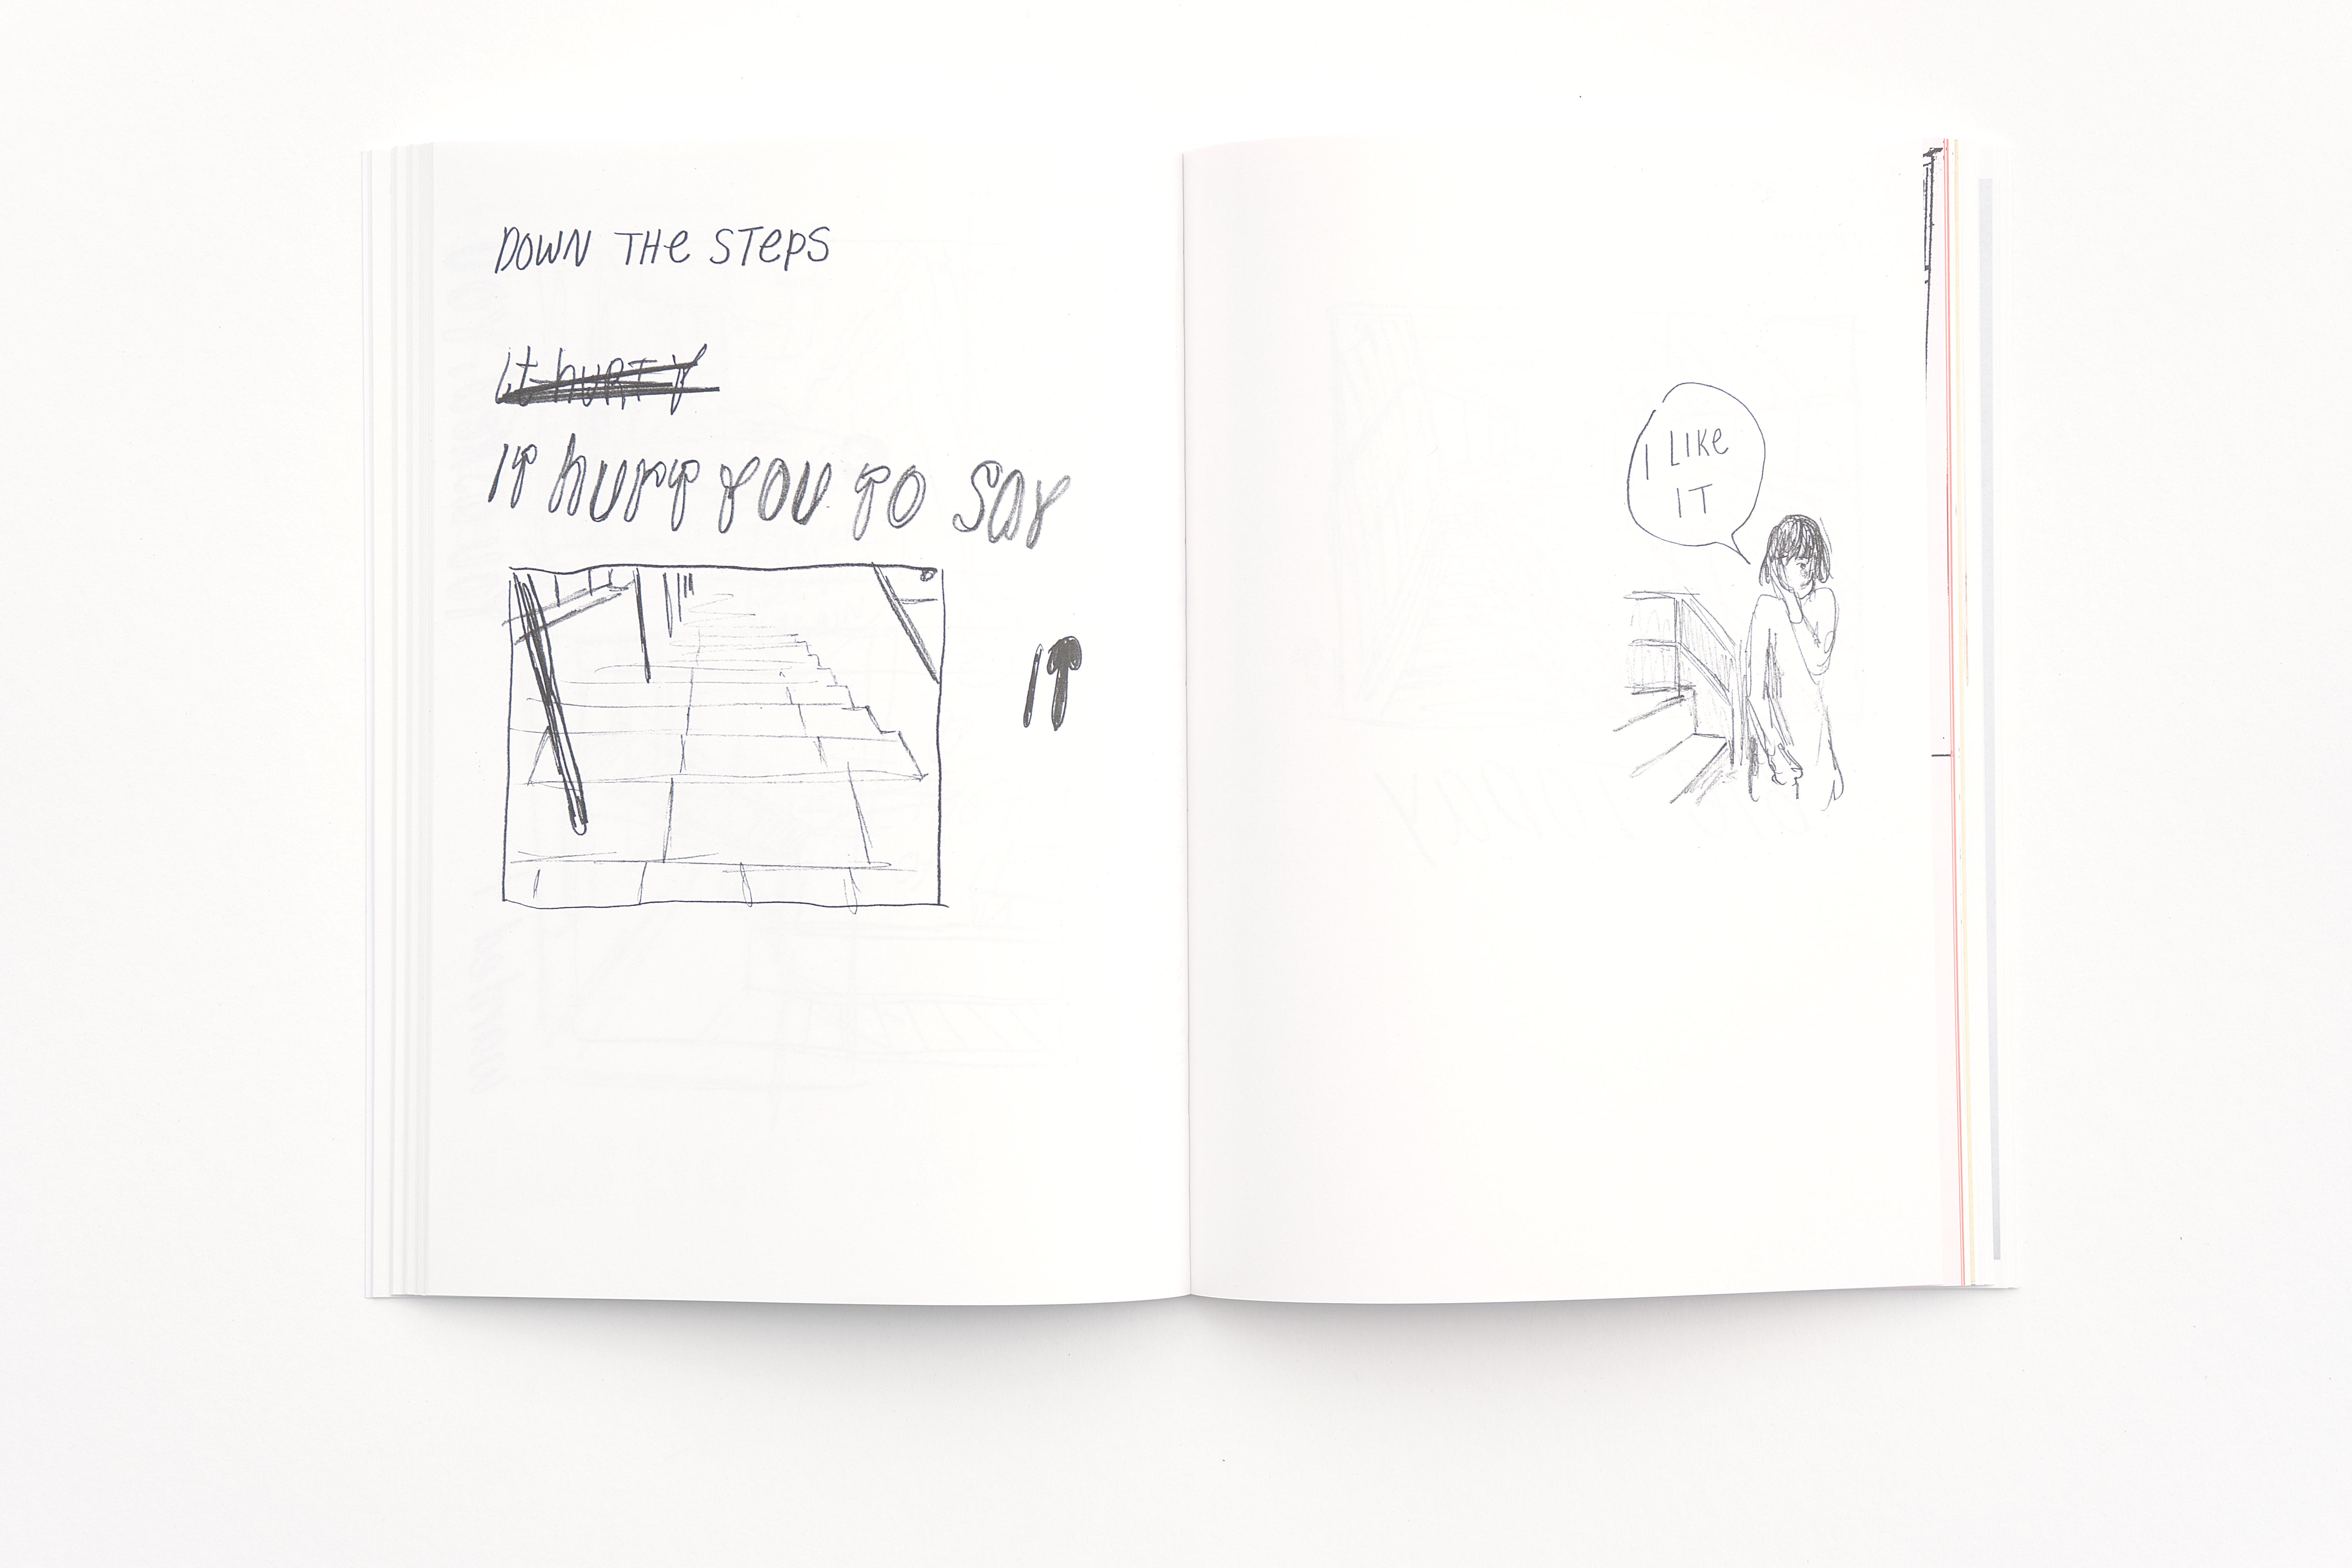 DOWN THe STePS
It hURT Y
IT hURT YOU TO SAY
IT
I LIKe
IT